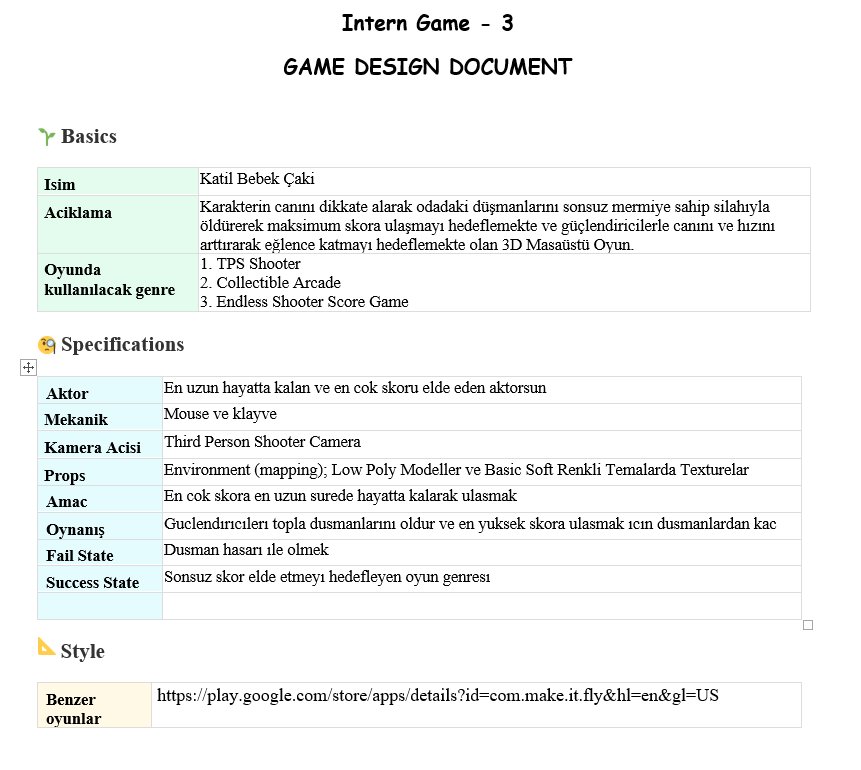 Intern Game - 3
GAME DESIGN DOCUMENT
Basics
Isim
Katil Bebek Çaki
Aciklama
Karakterin canını dikkate alarak odadaki düşmanlarını sonsuz mermiye sahip silahıyla
öldürerek maksimum skora ulaşmayı hedeflemekte ve güçlendiricilerle canını ve hızını
arttırarak eğlence katmayı hedeflemekte olan 3D Masaüstü Oyun.
Oyunda
kullanılacak genre
1. TPS Shooter
2. Collectible Arcade
3. Endless Shooter Score Game
Specifications
Aktor
En uzun hayatta kalan ve en cok skoru elde eden aktorsun
Mekanik
Mouse ve klayve
Kamera Acisi
Third Person Shooter Camera
Props
Environment (mapping); Low Poly Modeller ve Basic Soft Renkli Temalarda Texturelar
Amac
En cok skora en uzun surede hayatta kalarak ulasmak
Oynanış
Guclendırıcılerı topla dusmanlarını oldur ve en yuksek skora ulasmak ıcın dusmanlardan kac
Fail State
Dusman hasarı ıle olmek
Success State
Sonsuz skor elde etmeyı hedefleyen oyun genresı
Style
Benzer
oyunlar
https://play.google.com/store/apps/details?id=com.make.it.fly&hl=en&gl=US